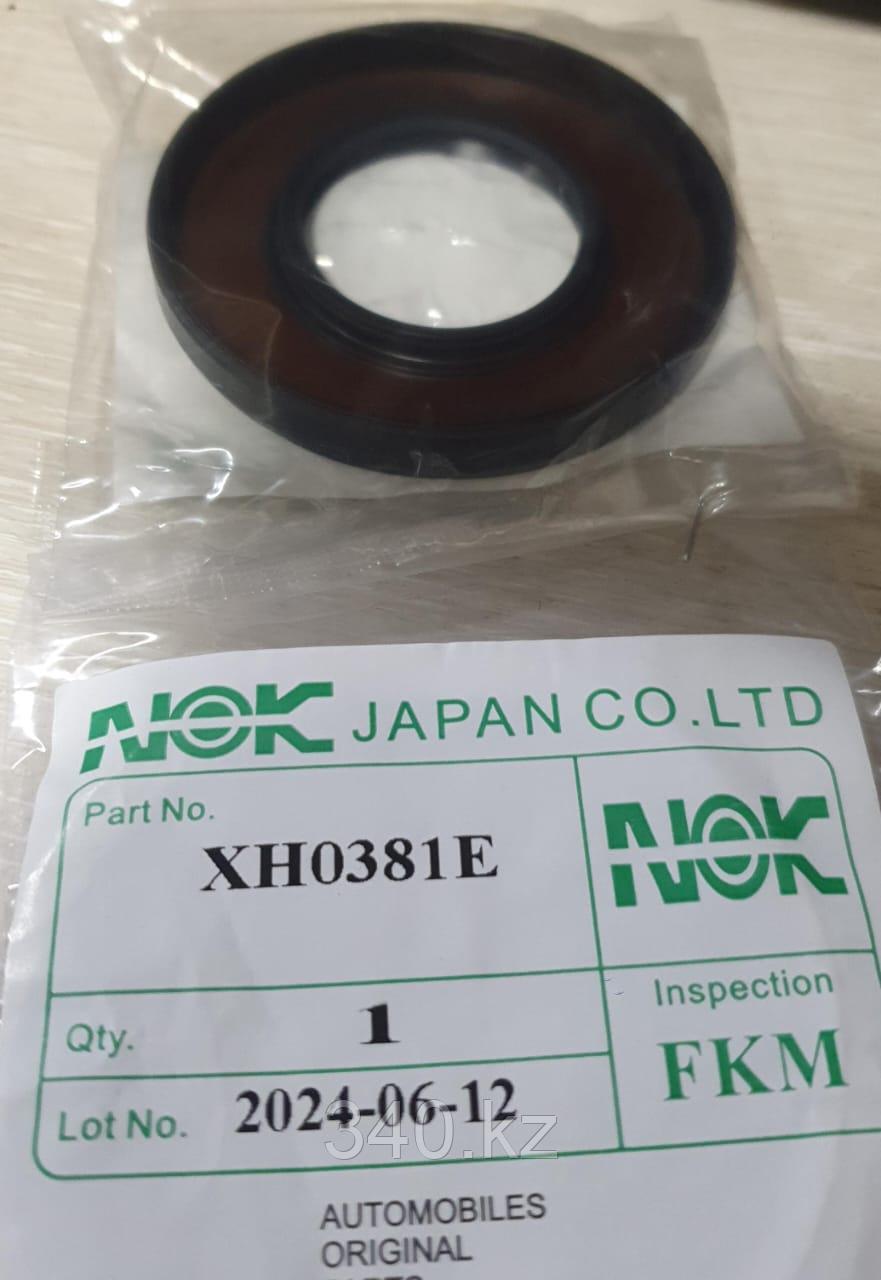 NOK JAPAN CO.LTD
Part No.
XH0381E
NOK
Qty. 1
Inspection
FKM
Lot No. 2024-06-12
340.kz
AUTOMOBILES
ORIGINAL